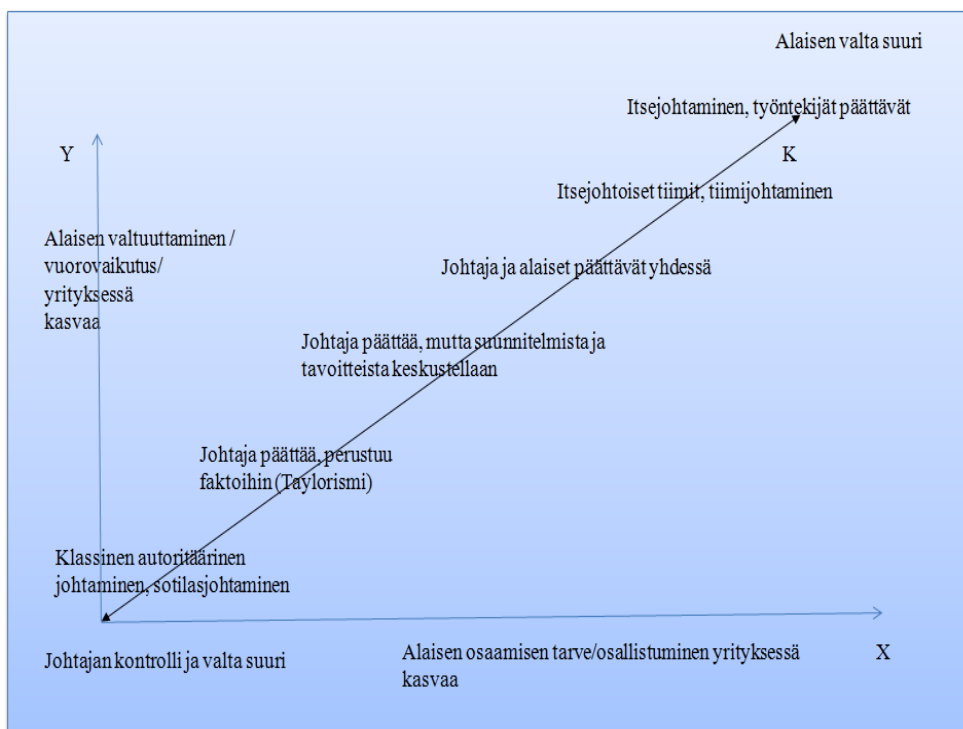 Alaisen valta suuri
Itsejohtaminen, työntekijät päättävät
Y
K
Itsejohtoiset tiimit, tiimijohtaminen
Alaisen valtuuttaminen /
vuorovaikutus/
yrityksessä
kasvaa
Johtaja ja alaiset päättävät yhdessä
Johtaja päättää, mutta suunnitelmista ja
tavoitteista keskustellaan
Johtaja päättää, perustuu
faktoihin (Taylorismi)
Klassinen autoritäärinen
johtaminen, sotilasjohtaminen
Johtajan kontrolli ja valta suuri
Alaisen osaamisen tarve/osallistuminen yrityksessä
kasvaa
X